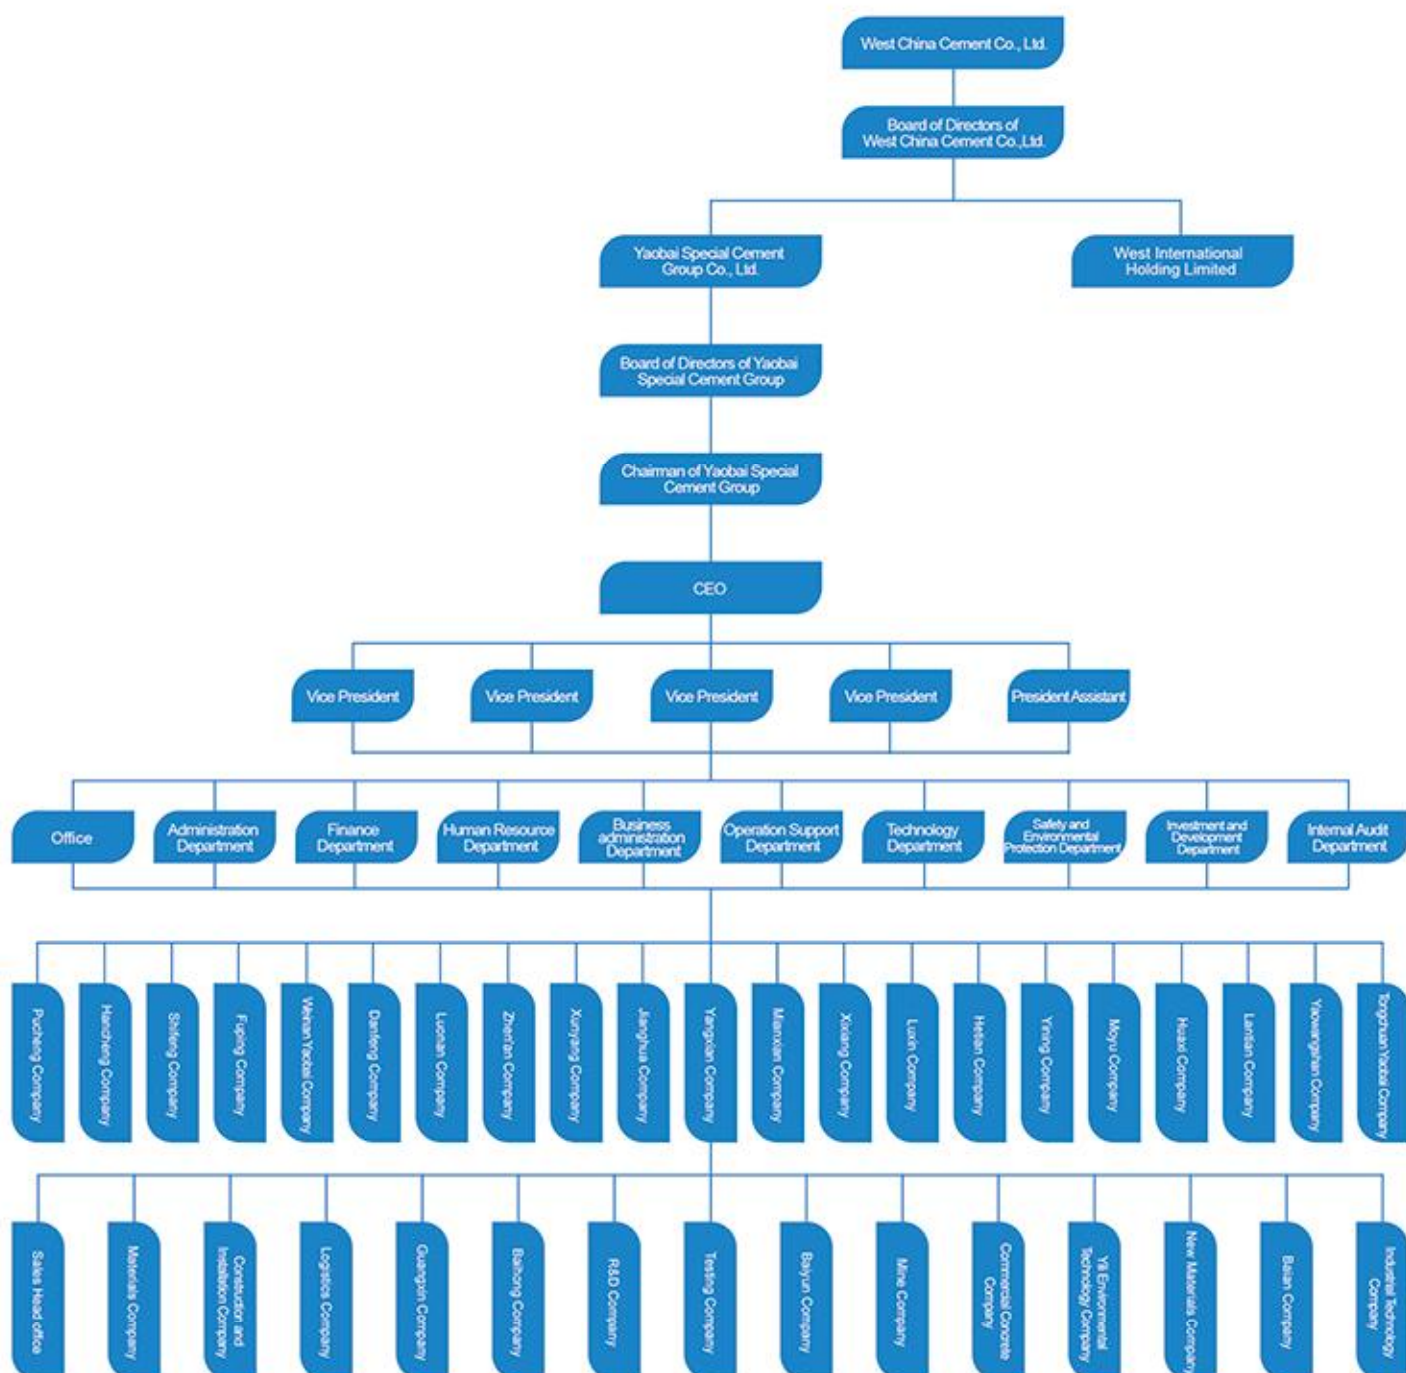 West China Cement Co., Ltd.
Board of Directors of
West China Cement Co.,Ltd.
Yaobai Special Cement
Group Co., Ltd.
West International
Holding Limited
Board of Directors of Yaobai
Special Cement Group
Chairman of Yaobai Special
Cement Group
CEO
Vice President
Vice President
Vice President
Vice President
President Assistant
Office
Administration
Department
Finance
Department
Human Resource
Department
Business
administration
Department
Operation Support
Department
Technology
Department
Safety and
Environmental
Protection Department
Investment and
Development
Department
Internal Audit
Department
Pucheng Company
Hancheng Company
Shifeng Company
Fuping Company
Weinan Yaobai Company
Danfeng Company
Luonan Company
Zhen'an Company
Xunyang Company
Jianghua Company
Yangxian Company
Mianxian Company
Xixiang Company
Luxin Company
Hetian Company
Yining Company
Moyu Company
Huaxi Company
Lantian Company
Yaowangshan Company
Tongchuan Yaobai Company
Sales Head office
Materials Company
Construction and
Installation Company
Logistics Company
Guangxin Company
Baihong Company
R&D Company
Testing Company
Baiyun Company
Mine Company
Commercial Concrete
Company
Environmental
Technology Company
New Materials Company
Company
Industrial Technology
Company